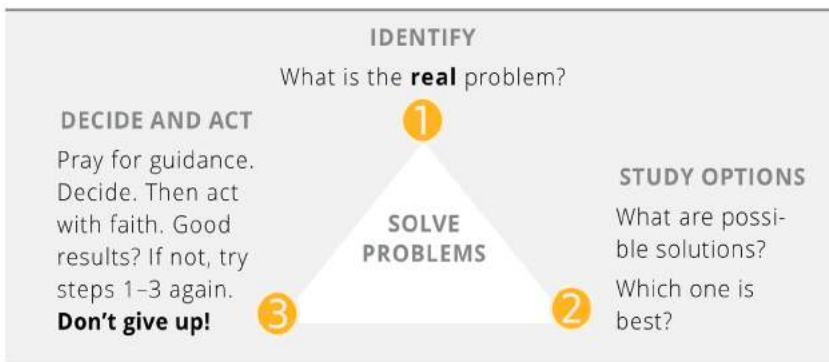 IDENTIFY
What is the real problem?
1
DECIDE AND ACT
Pray for guidance.
Decide. Then act
with faith. Good
results? If not, try
steps 1–3 again.
Don't give up!
3
SOLVE
PROBLEMS
STUDY OPTIONS
What are possi-
ble solutions?
Which one is
best?
2